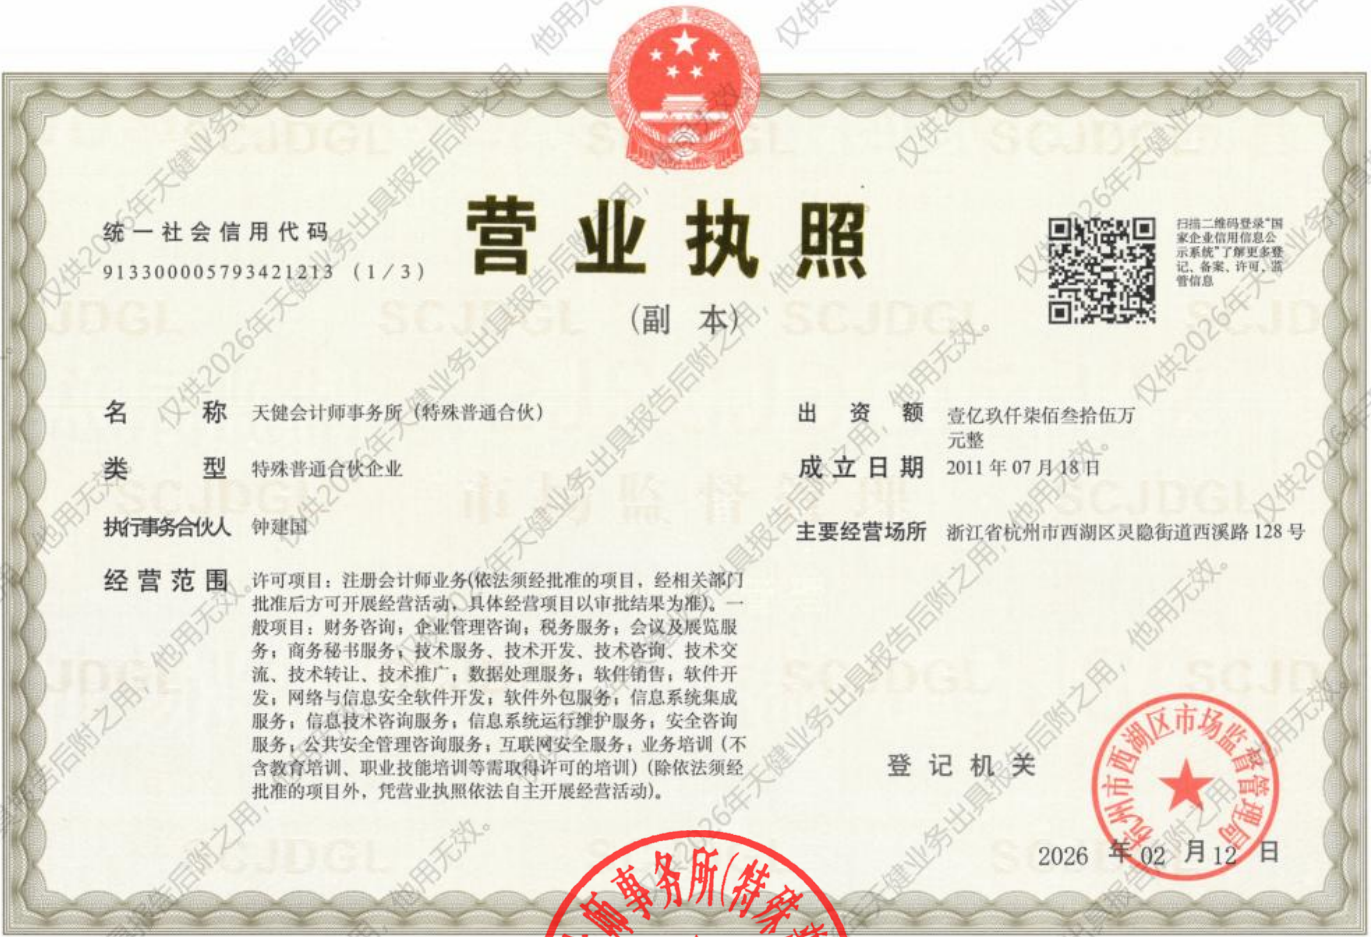 营业执照
（副 本）
统一社会信用代码
913300005793421213 （1/3）
扫描二维码登录“国
家企业信用信息公
示系统”了解更多登
记、备案、许可、监
管信息
名 称 天健会计师事务所（特殊普通合伙）
类 型 特殊普通合伙企业
执行事务合伙人 钟建国
经营范围 许可项目：注册会计师业务(依法须经批准的项目，经相关部门
批准后方可开展经营活动，具体经营项目以审批结果为准)。一
般项目：财务咨询；企业管理咨询；税务服务；会议及展览服
务；商务秘书服务；技术服务、技术开发、技术咨询、技术交
流、技术转让、技术推广；数据处理服务；软件销售；软件开
发；网络与信息安全软件开发；软件外包服务；信息系统集成
服务；信息技术咨询服务；信息系统运行维护服务；安全咨询
服务；公共安全管理咨询服务；互联网安全服务；业务培训（不
含教育培训、职业技能培训等需取得许可的培训）(除依法须经
批准的项目外，凭营业执照依法自主开展经营活动)。
出 资 额 壹亿玖仟柒佰叁拾伍万
元整
成立日期 2011 年 07 月 18 日
主要经营场所 浙江省杭州市西湖区灵隐街道西溪路 128 号
登记机关
杭州市西湖区市场监督管理局
2026 年 02 月 12 日
师事务所(特殊普
仅供2026年天健业务出具报告后附之用，他用无效。
SCJDGL
市场监督管理